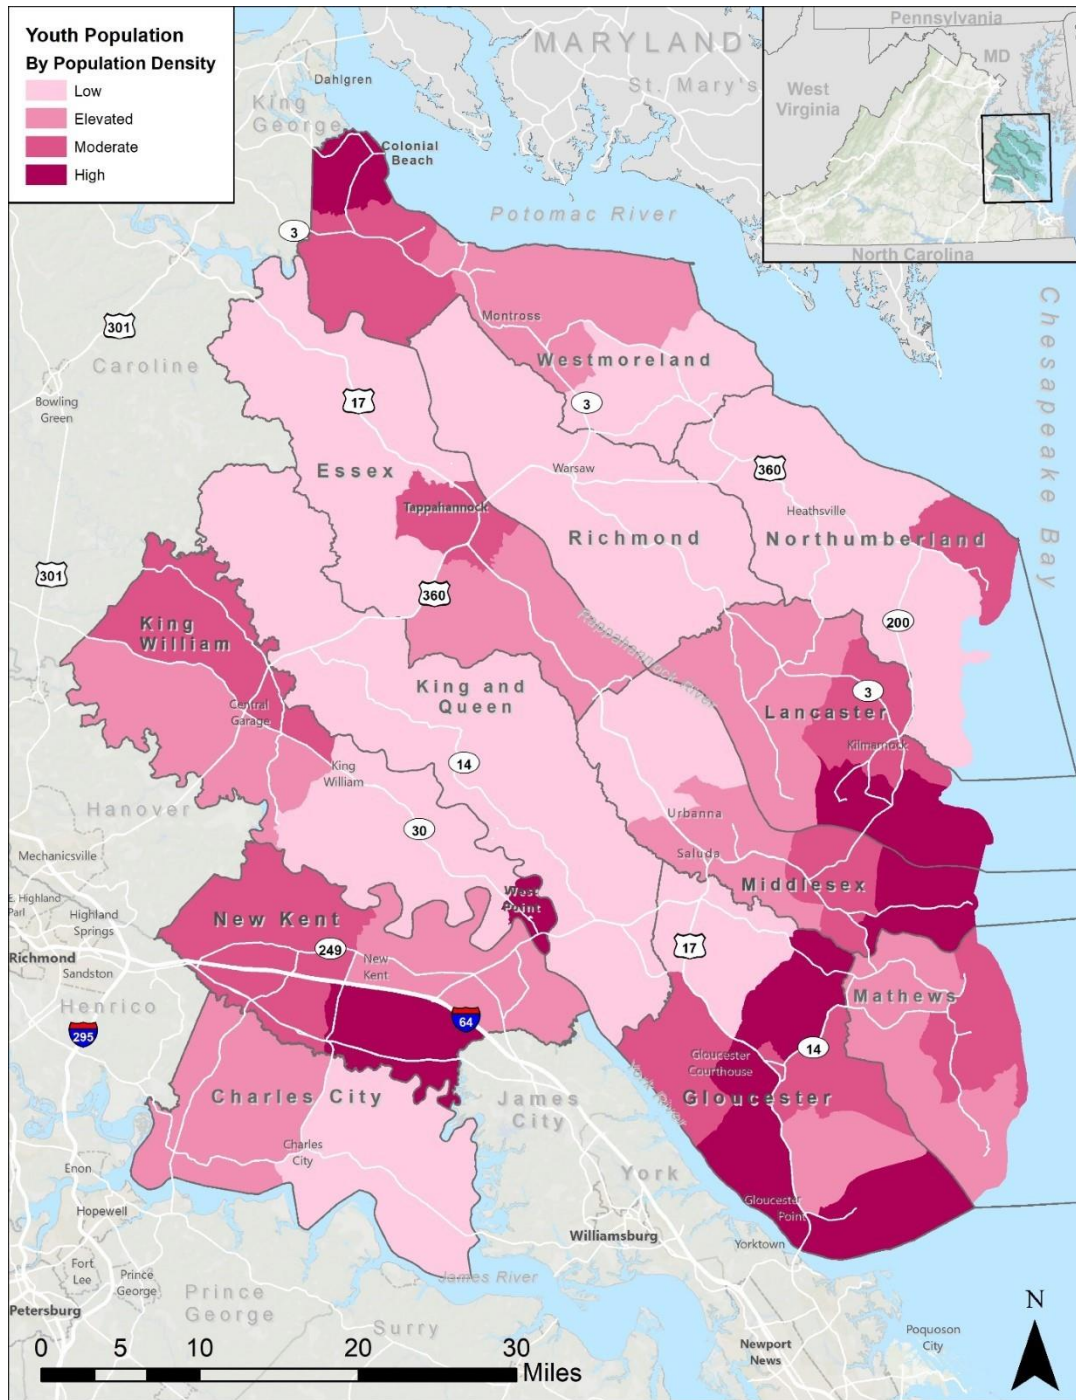 Youth Population
By Population Density
Low
Elevated
Moderate
High
Pennsylvania
MD
West
Virginia
North Carolina
MARYLAND
St. Mary's
Dahlgren
King
George
Colonial
Beach
Potomac River
3
301
Caroline
Bowling
Green
17
Montross
Westmoreland
3
Chesapeake Bay
Essex
Warsaw
360
Tappahannock
Heathsville
Richmond
Northumberland
301
360
King
William
Rappahannock River
200
King and
Queen
3
Lancaster
Central
Garage
Kilmarnock
King
William
14
Hanover
30
Urbanna
Mechanicsville
Saluda
E. Highland
Park
Highland
Springs
West
Point
Middlesex
New Kent
17
249
New
Kent
Richmond
Sandston
Mathews
Henrico
64
295
14
Gloucester
Courthouse
York River
Charles City
James
City
Gloucester
Charles
City
York
Enon
Gloucester
Point
Hopewell
Williamsburg
Yorktown
Fort
Lee
Prince
George
James River
Petersburg
Prince
George
Surry
N
Poquoson
City
Newport
News
0 5 10 20 30
Miles